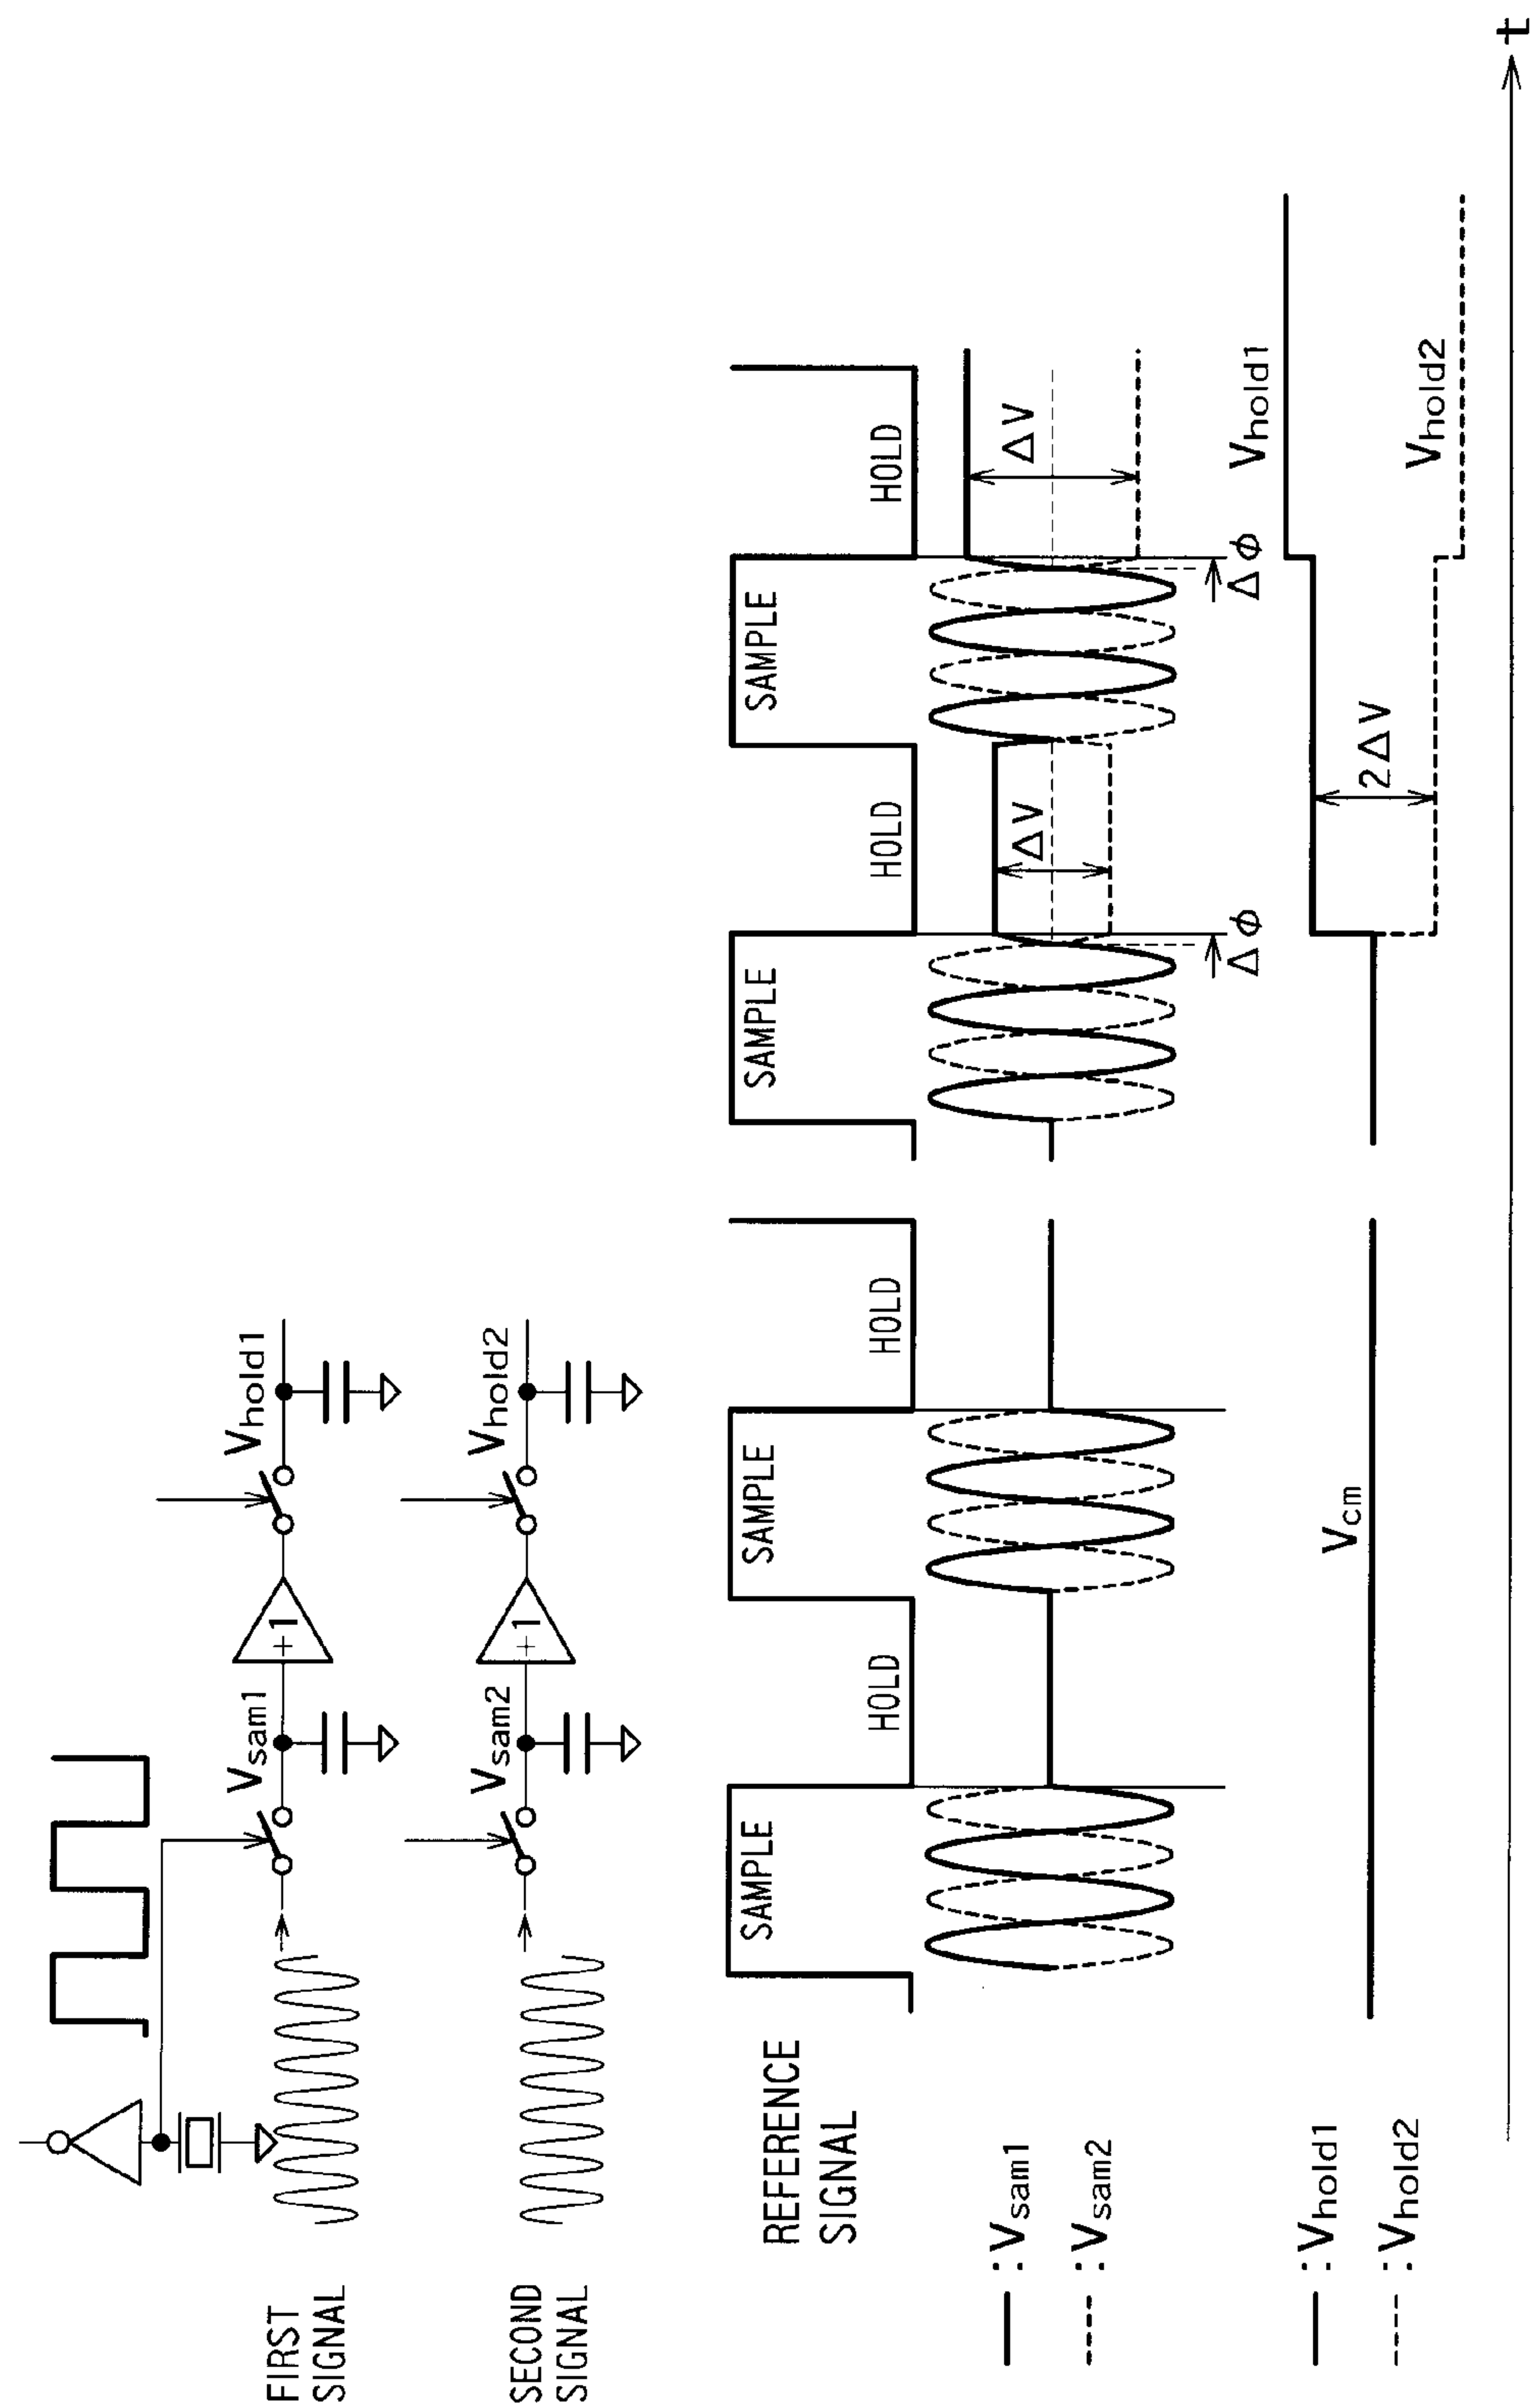 FIRST
SIGNAL
Vsam1
+1
Vhold1
SECOND
SIGNAL
Vsam2
+1
Vhold2
REFERENCE
SIGNAL
SAMPLE
HOLD
SAMPLE
HOLD
SAMPLE
HOLD
SAMPLE
HOLD
: Vsam1
: Vsam2
ΔV
ΔV
Δφ
Δφ
: Vhold1
: Vhold2
Vcm
2ΔV
Vhold1
Vhold2
t